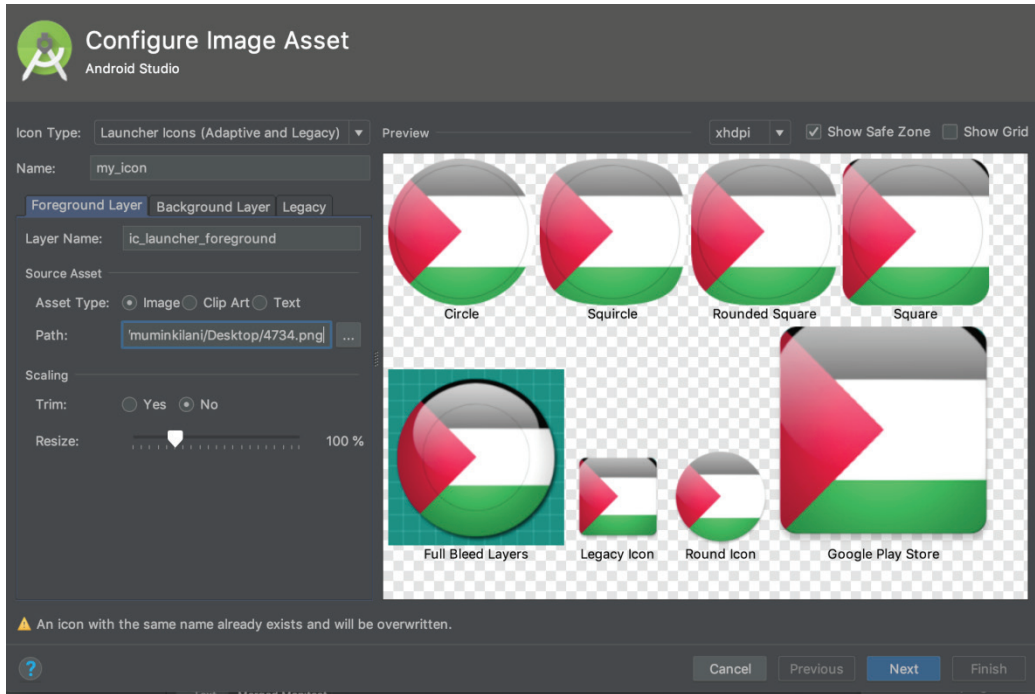 Configure Image Asset
Android Studio
Icon Type: Launcher Icons (Adaptive and Legacy)
Name: my_icon
Foreground Layer Background Layer Legacy
Layer Name: ic_launcher_foreground
Source Asset
Asset Type: Image Clip Art Text
Path: 'muminkilani/Desktop/4734.png ...
Scaling
Trim: Yes No
Resize: 100 %
Preview xhdpi Show Safe Zone Show Grid
Circle Squircle Rounded Square Square
Full Bleed Layers Legacy Icon Round Icon Google Play Store
An icon with the same name already exists and will be overwritten.
? Cancel Previous Next Finish